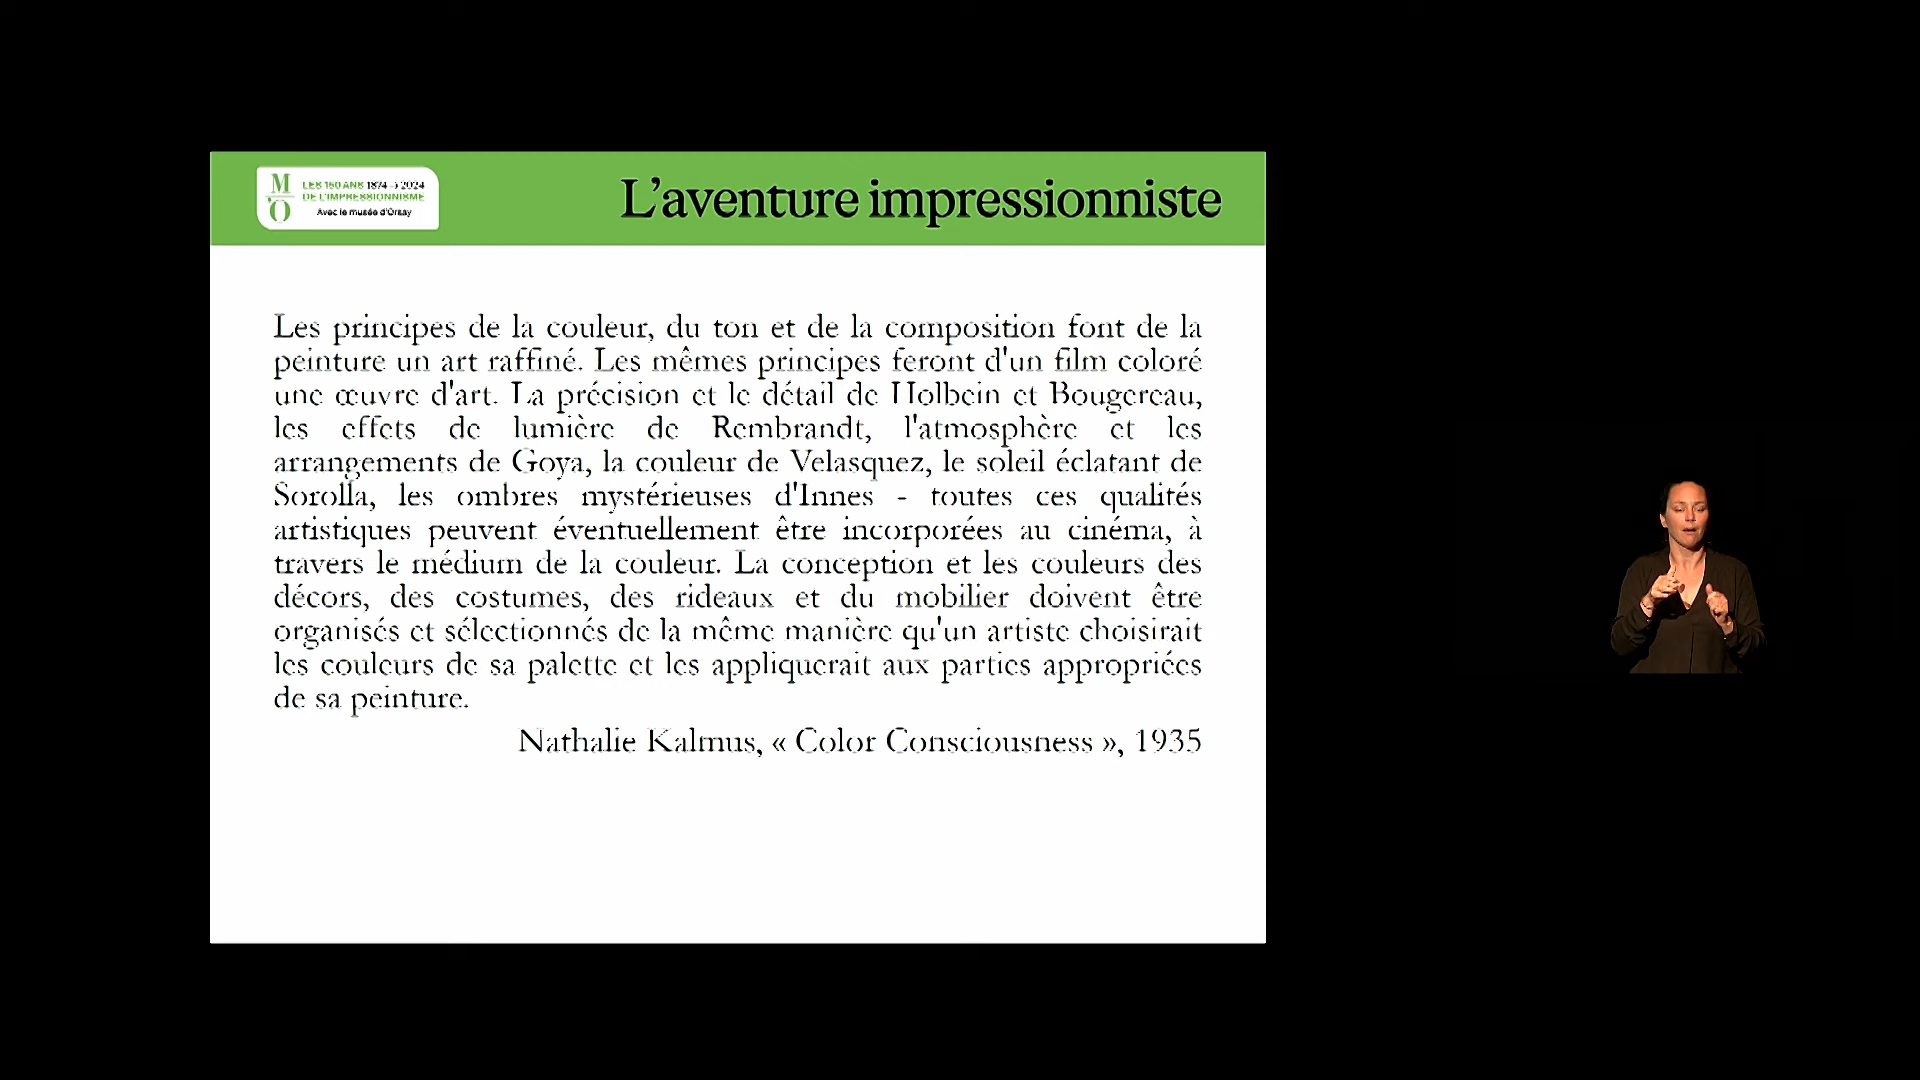 M
'O
LES 150 ANS 1874 → 2024
DE L'IMPRESSIONNISME
Avec le musée d'Orsay
L'aventure impressionniste
Les principes de la couleur, du ton et de la composition font de la
peinture un art raffiné. Les mêmes principes feront d'un film coloré
une œuvre d'art. La précision et le détail de Holbein et Bougereau,
les effets de lumière de Rembrandt, l'atmosphère et les
arrangements de Goya, la couleur de Velasquez, le soleil éclatant de
Sorolla, les ombres mystérieuses d'Innes - toutes ces qualités
artistiques peuvent éventuellement être incorporées au cinéma, à
travers le médium de la couleur. La conception et les couleurs des
décors, des costumes, des rideaux et du mobilier doivent être
organisés et sélectionnés de la même manière qu'un artiste choisirait
les couleurs de sa palette et les appliquerait aux parties appropriées
de sa peinture.
Nathalie Kalmus, « Color Consciousness », 1935